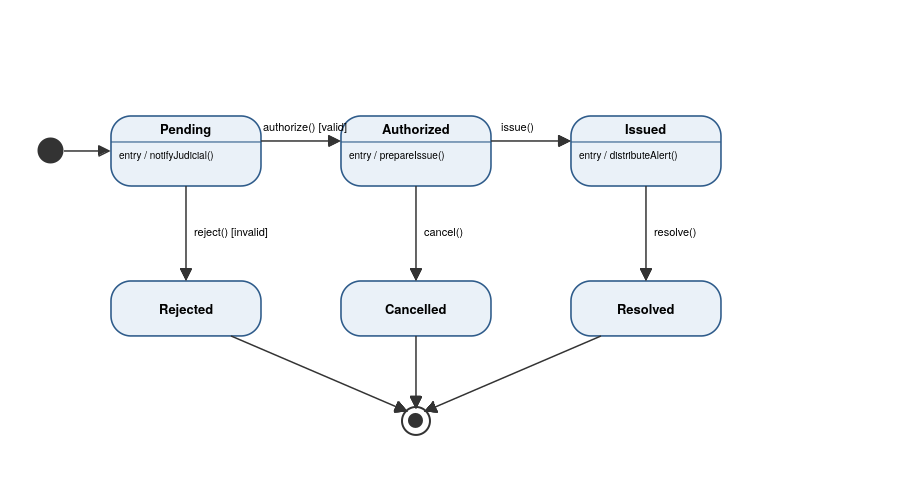 Pending
authorize() [valid]
Authorized
issue()
Issued
entry / notifyJudicial()
entry / prepareIssue()
entry / distributeAlert()
reject() [invalid]
cancel()
resolve()
Rejected
Cancelled
Resolved